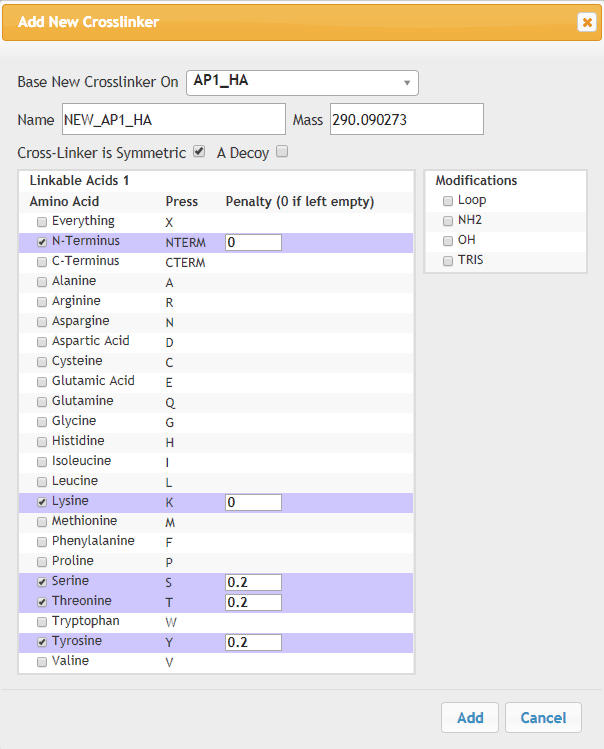 Add New Crosslinker
Base New Crosslinker On AP1_HA
Name NEW_AP1_HA Mass 290.090273
Cross-Linker is Symmetric A Decoy
Linkable Acids 1
Amino Acid Press Penalty (0 if left empty)
Everything X
N-Terminus NTERM 0
C-Terminus CTERM
Alanine A
Arginine R
Aspargine N
Aspartic Acid D
Cysteine C
Glutamic Acid E
Glutamine Q
Glycine G
Histidine H
Isoleucine I
Leucine L
Lysine K 0
Methionine M
Phenylalanine F
Proline P
Serine S 0.2
Threonine T 0.2
Tryptophan W
Tyrosine Y 0.2
Valine V
Modifications
Loop
NH2
OH
TRIS
Add Cancel